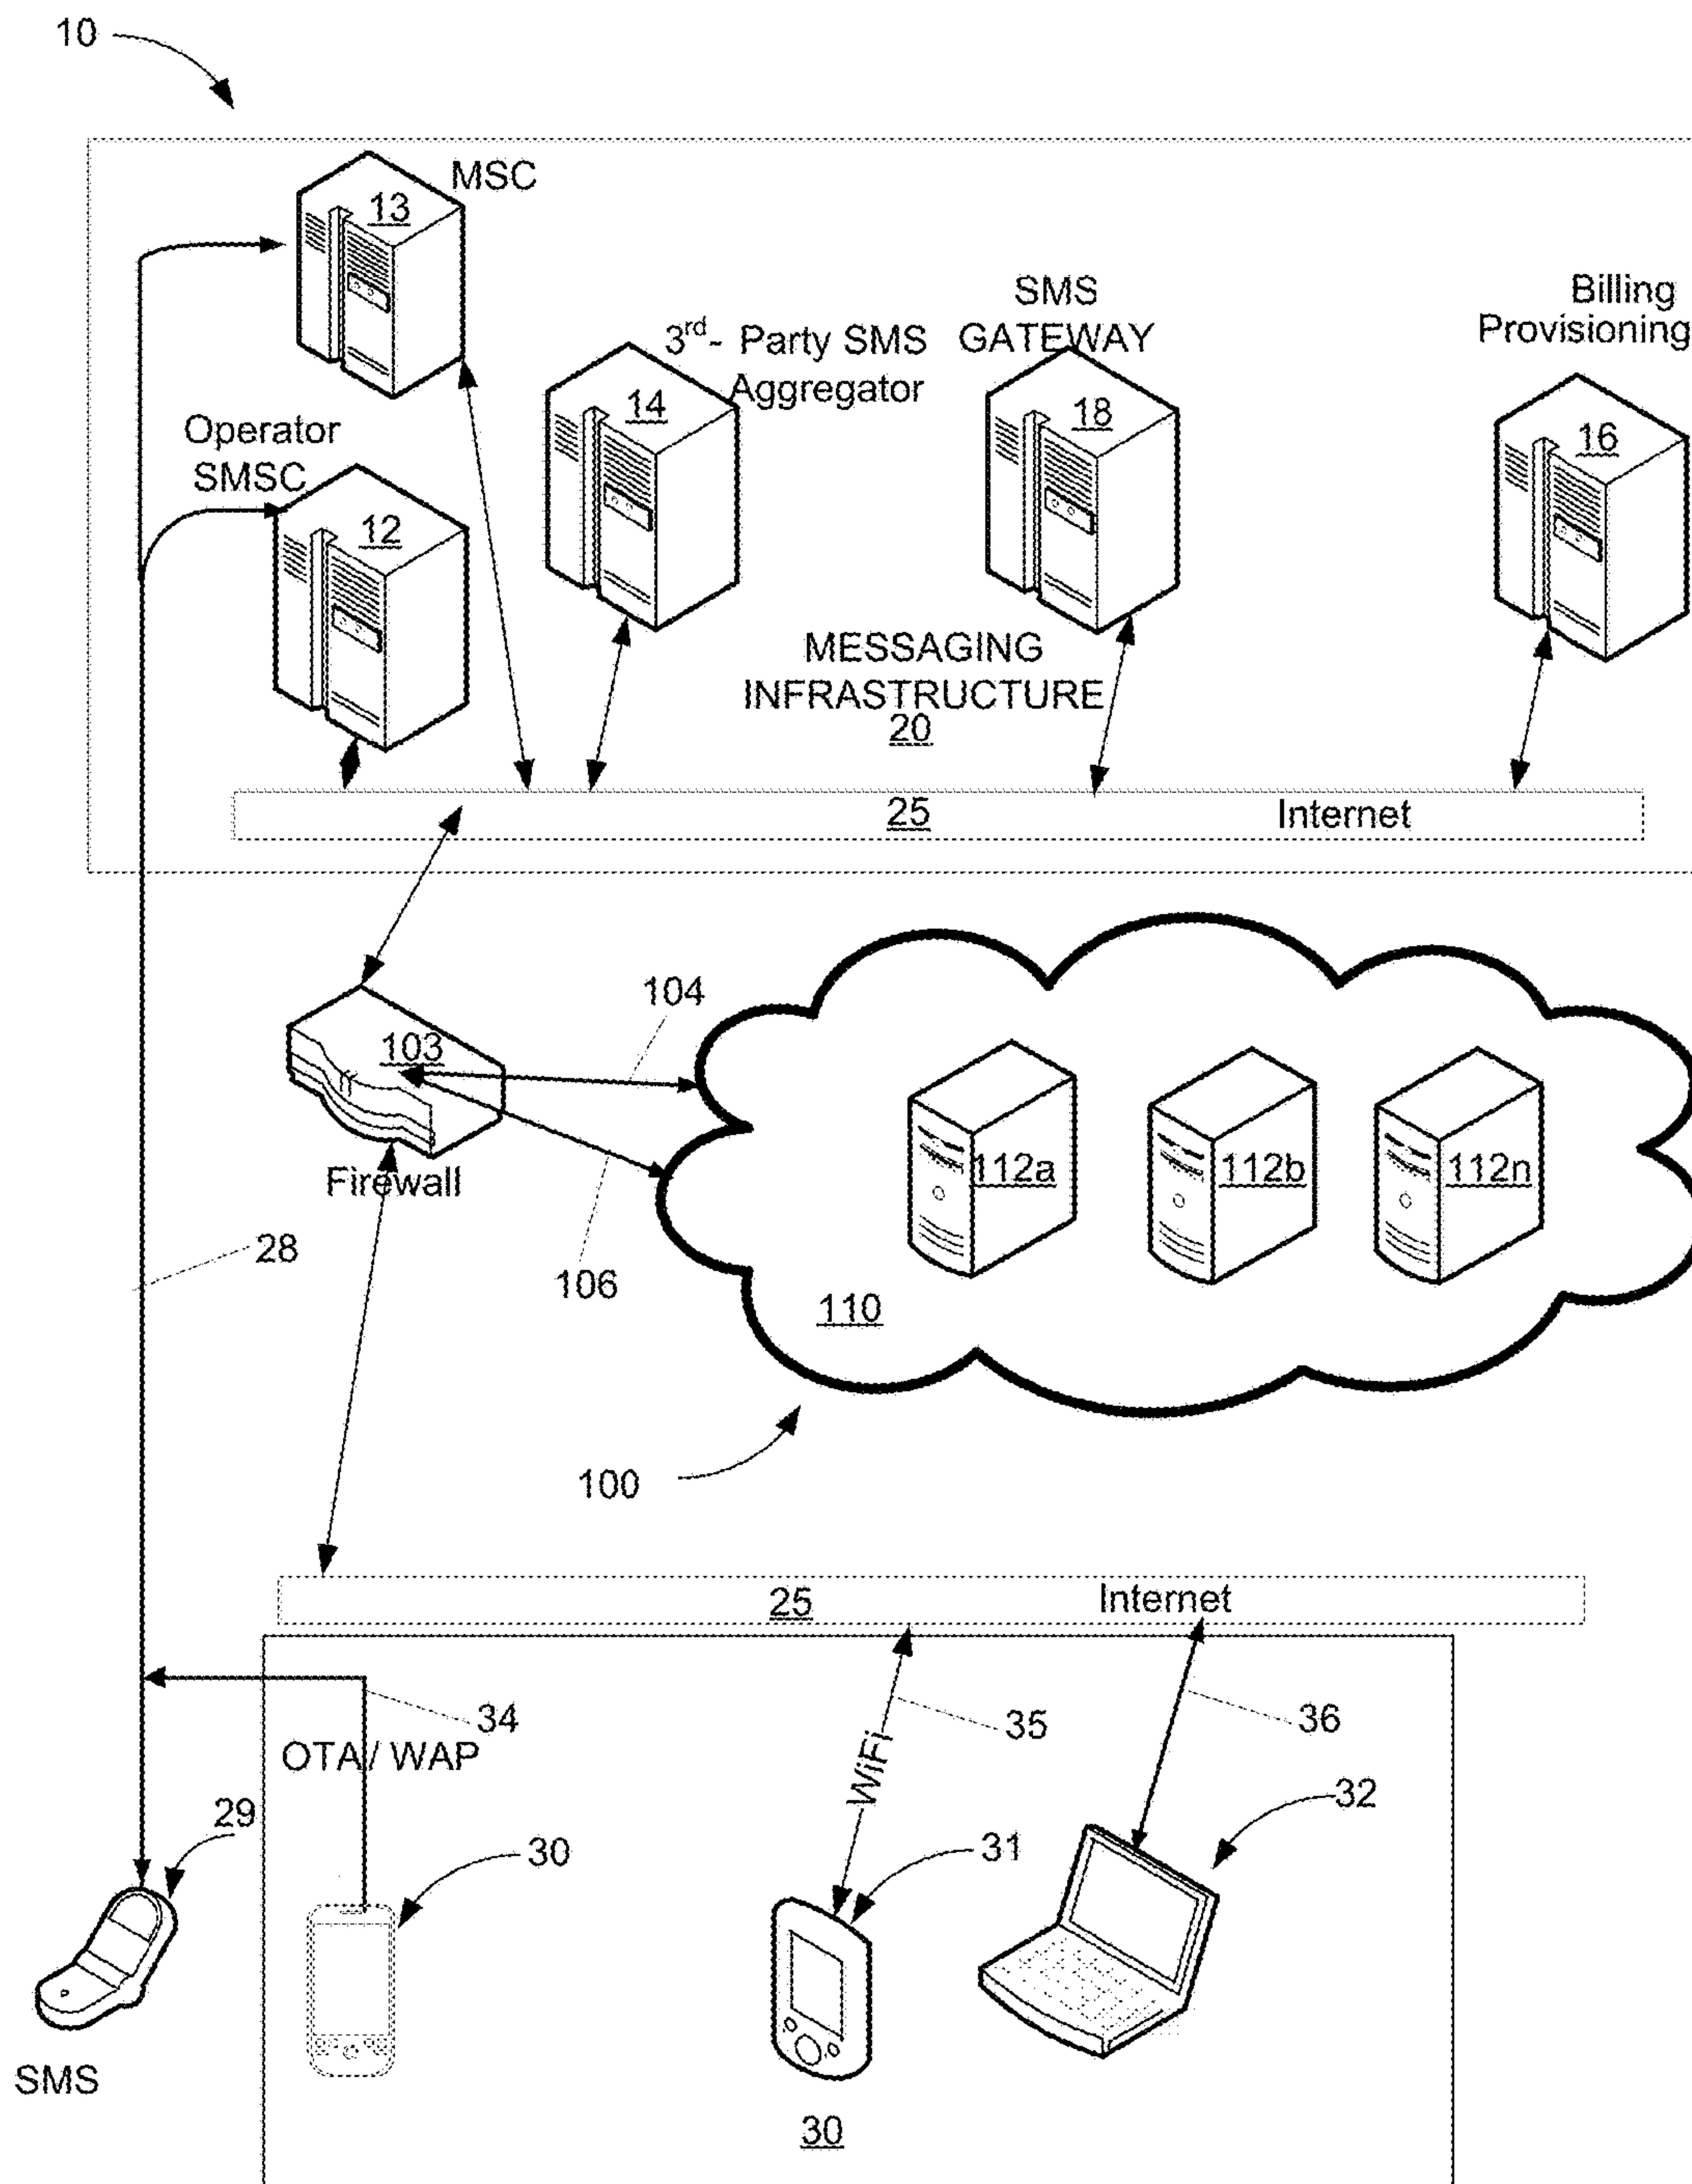 10
MSC
13
SMS
GATEWAY
Billing
Provisioning
3rd- Party SMS
Aggregator
14
18
16
Operator
SMSC
12
MESSAGING
INFRASTRUCTURE
20
25
Internet
104
103
Firewall
112a
112b
112n
28
106
110
100
25
Internet
34
35
36
OTA / WAP
WiFi
29
30
31
32
SMS
30